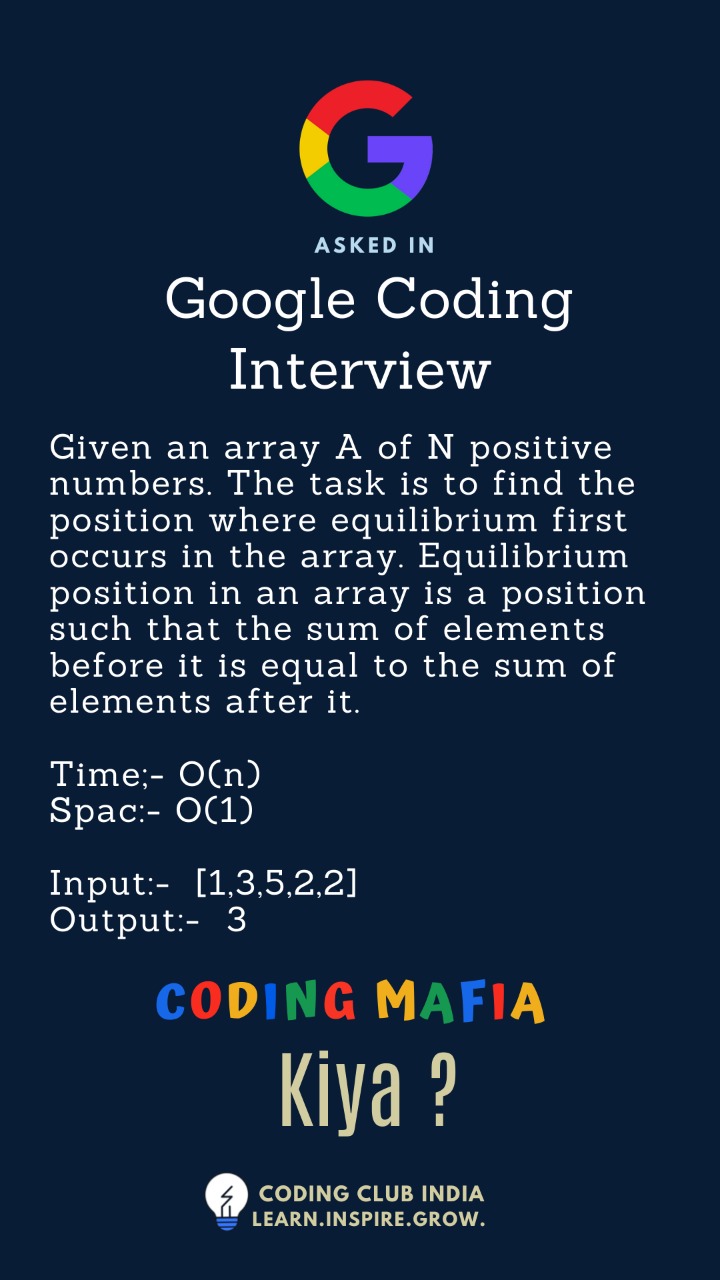 ASKED IN
Google Coding
Interview
Given an array A of N positive
numbers. The task is to find the
position where equilibrium first
occurs in the array. Equilibrium
position in an array is a position
such that the sum of elements
before it is equal to the sum of
elements after it.
Time;- O(n)
Spac:- O(1)
Input:- [1,3,5,2,2]
Output:- 3
CODING MAFIA
Kiya ?
CODING CLUB INDIA
LEARN.INSPIRE.GROW.